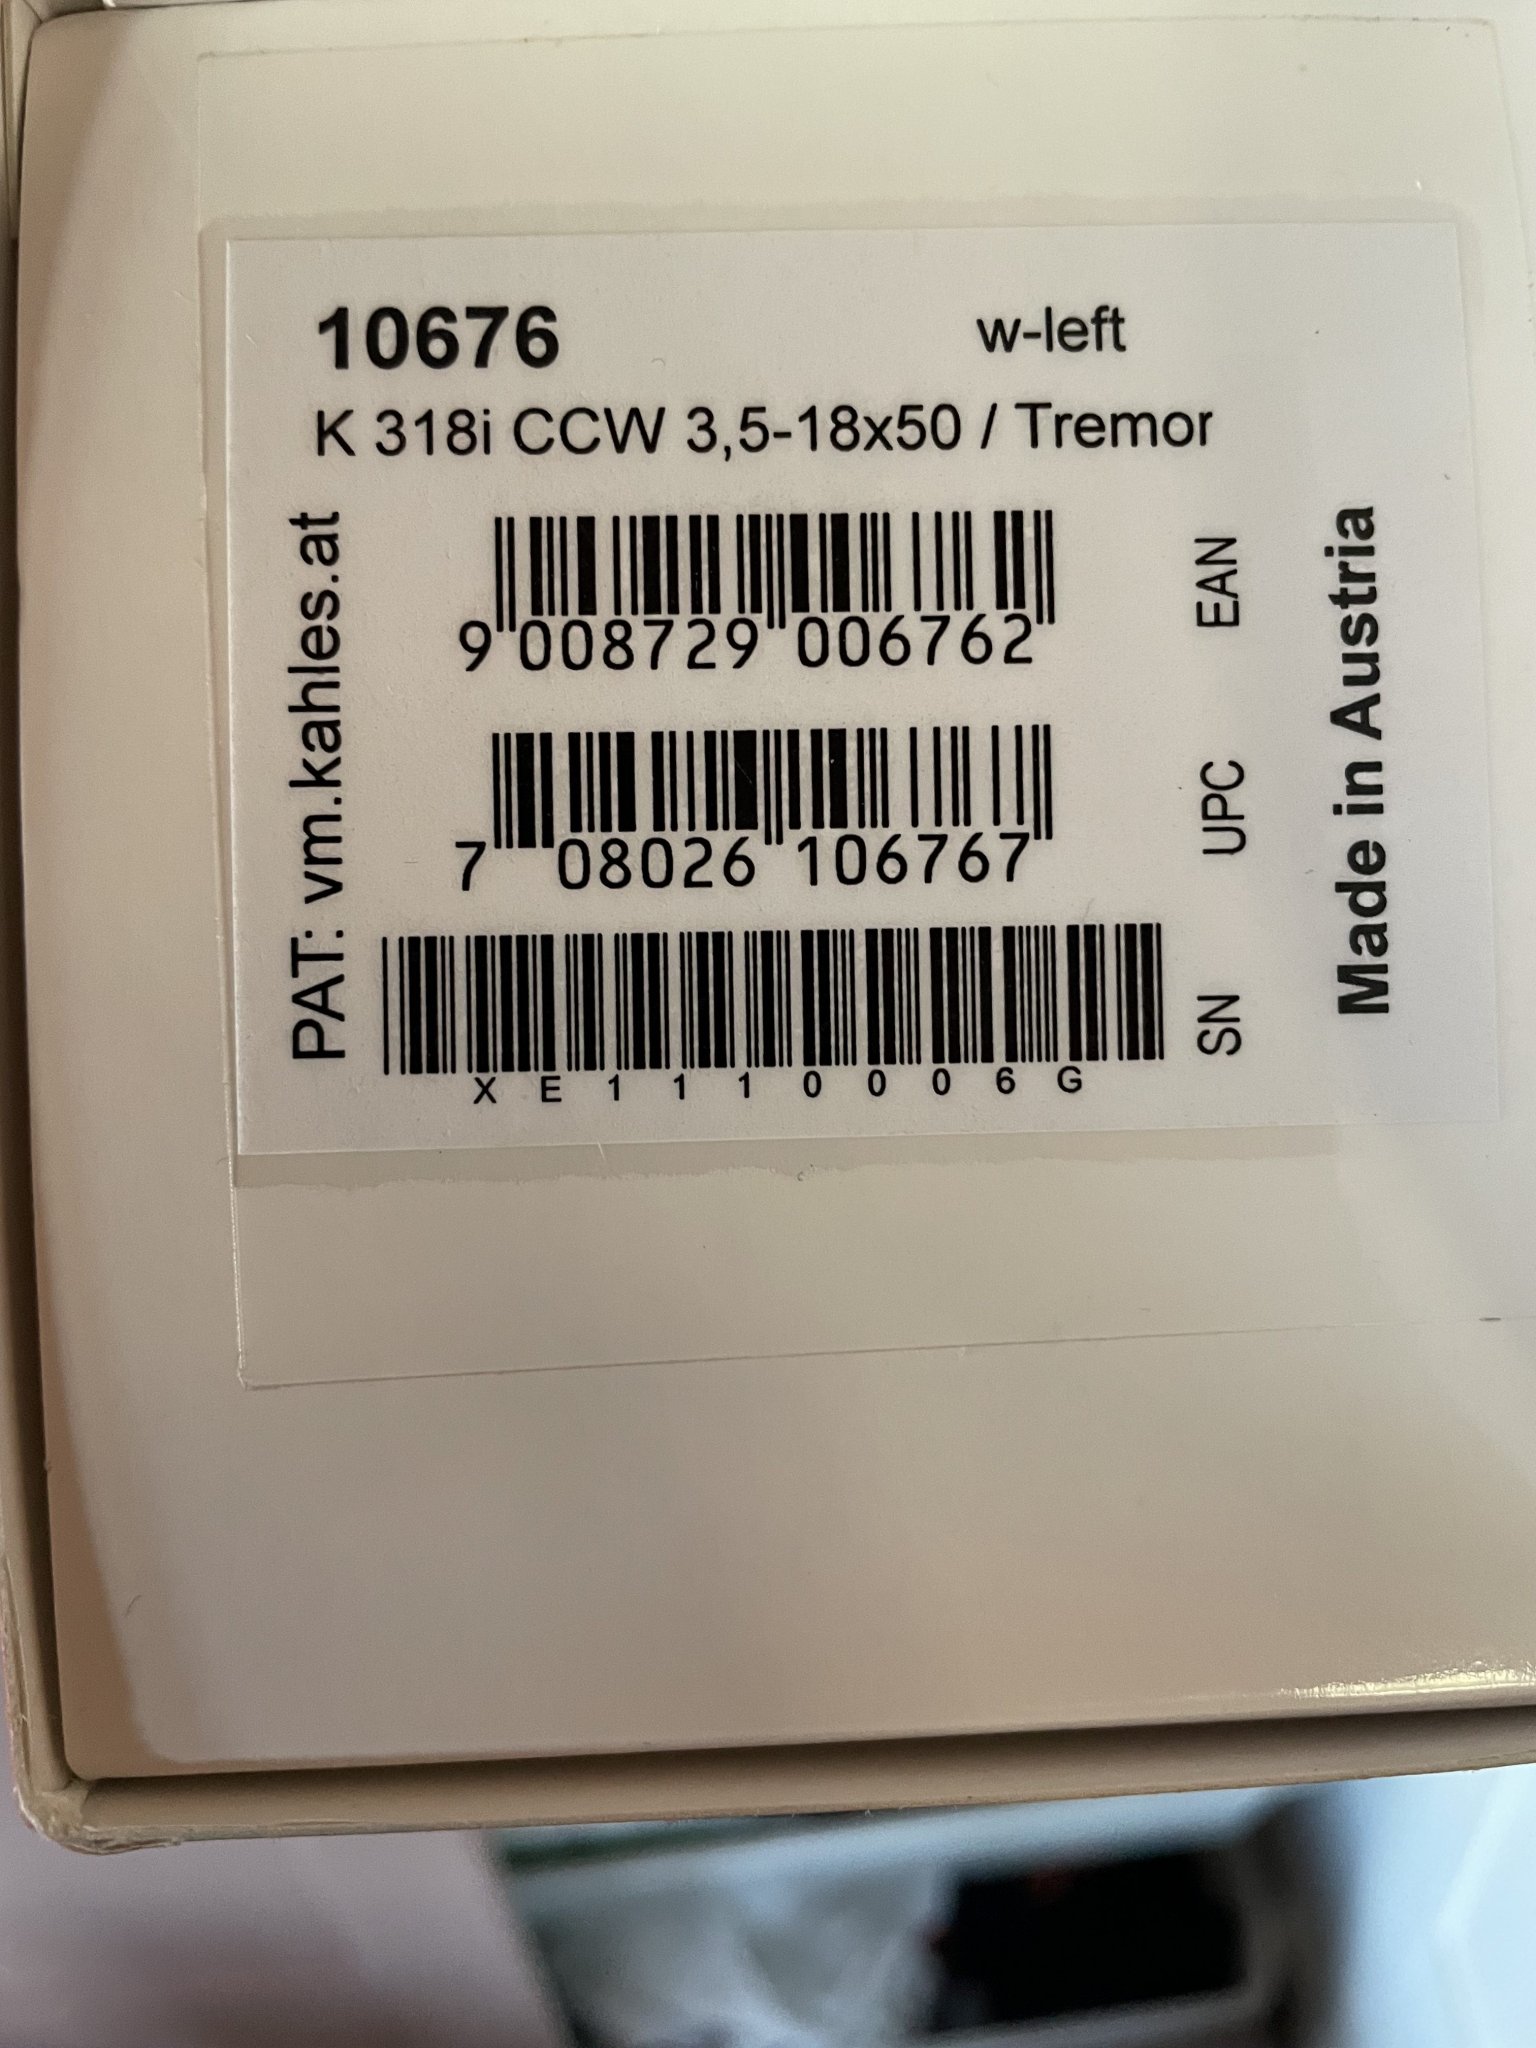 10676
w-left
K 318i CCW 3,5-18x50 / Tremor
PAT: vm.kahles.at
9 008729 006762
EAN
7 08026 106767
UPC
XE1110006G
SN
Made in Austria